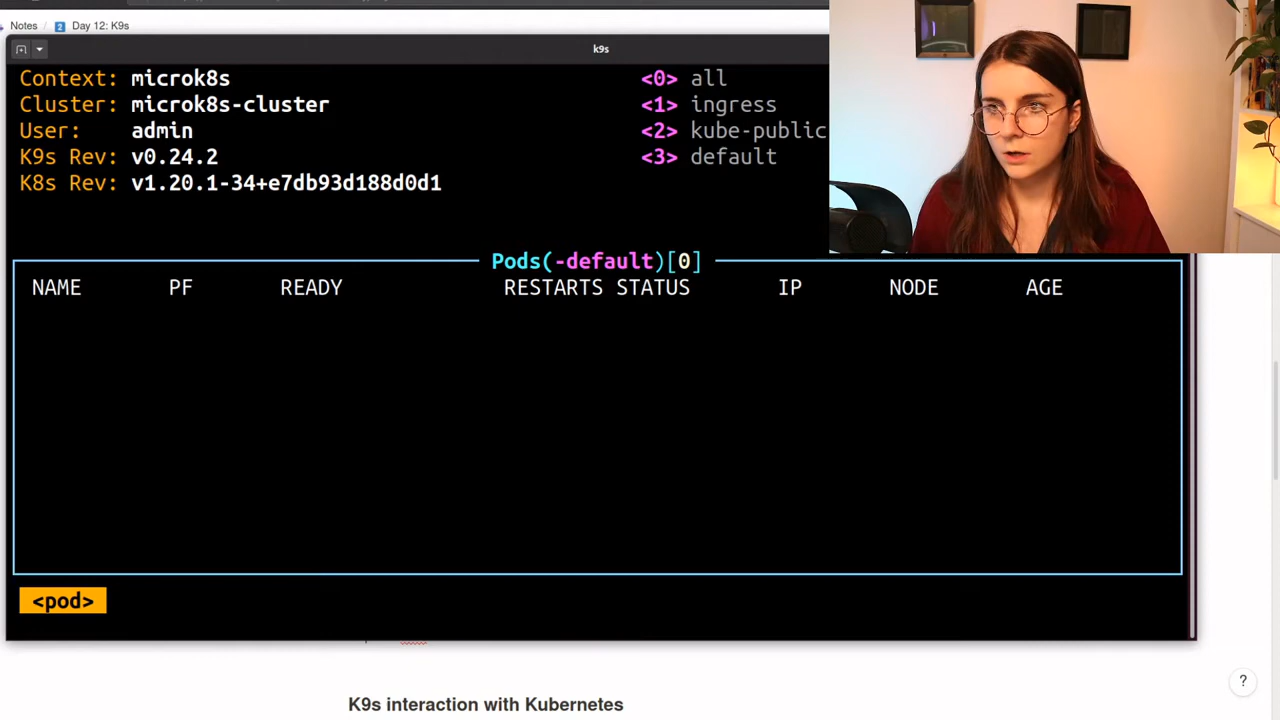 Notes / 2 Day 12: K9s
k9s
Context: microk8s
Cluster: microk8s-cluster
User: admin
K9s Rev: v0.24.2
K8s Rev: v1.20.1-34+e7db93d188d0d1
<0> all
<1> ingress
<2> kube-public
<3> default
Pods(-default)[0]
NAME PF READY RESTARTS STATUS IP NODE AGE
<pod>
K9s interaction with Kubernetes
?